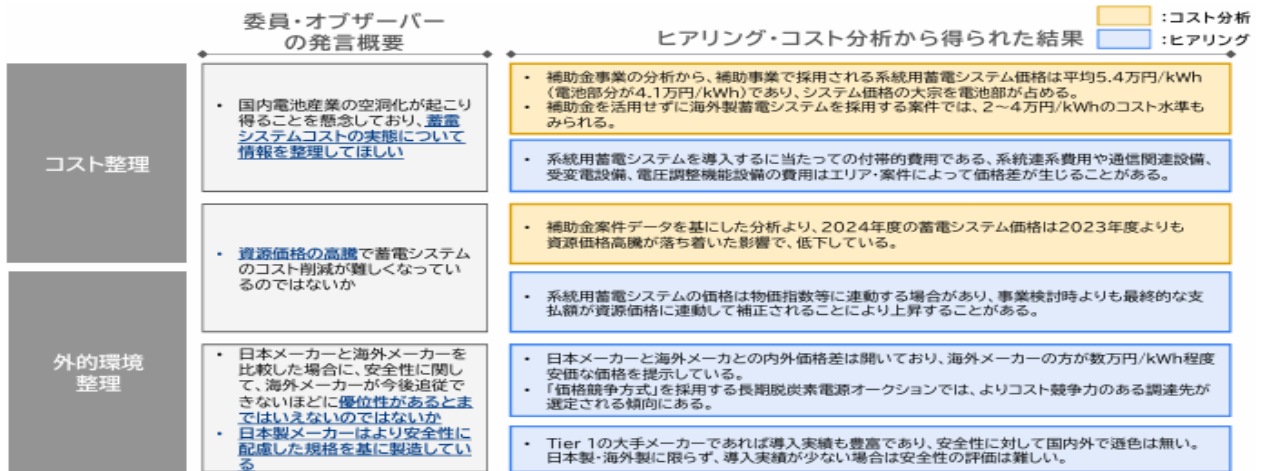 委員・オブザーバー
の発言概要
ヒアリング・コスト分析から得られた結果
:コスト分析
:ヒアリング
コスト整理
・ 国内電池産業の空洞化が起こり
得ることを懸念しており、蓄電
システムコストの実態について
情報を整理してほしい
・ 補助金事業の分析から、補助事業で採用される系統用蓄電システム価格は平均5.4万円/kWh
(電池部分が4.1万円/kWh)であり、システム価格の大宗を電池部が占める。
・ 補助金を活用せずに海外製蓄電システムを採用する案件では、2~4万円/kWhのコスト水準も
みられる。
・ 系統用蓄電システムを導入するに当たっての付帯的費用である、系統連系費用や通信関連設備、
受変電設備、電圧調整機能設備の費用はエリア・案件によって価格差が生じることがある。
・ 資源価格の高騰で蓄電システム
のコスト削減が難しくなってい
るのではないか
・ 補助金案件データを基にした分析より、2024年度の蓄電システム価格は2023年度よりも
資源価格高騰が落ち着いた影響で、低下している。
・ 系統用蓄電システムの価格は物価指数等に連動する場合があり、事業検討時よりも最終的な支
払額が資源価格に連動して補正されることにより上昇することがある。
外的環境
整理
・ 日本メーカーと海外メーカーを
比較した場合に、安全性に関し
て、海外メーカーが今後追従で
きないほどに優位性があるとま
ではいえないのではないか
・ 日本製メーカーはより安全性に
配慮した規格を基に製造してい
る
・ 日本メーカーと海外メーカとの内外価格差は開いており、海外メーカーの方が数万円/kWh程度
安価な価格を提示している。
・ 「価格競争方式」を採用する長期脱炭素電源オークションでは、よりコスト競争力のある調達先が
選定される傾向にある。
・ Tier 1の大手メーカーであれば導入実績も豊富であり、安全性に対して国内外で遜色は無い。
日本製・海外製に限らず、導入実績が少ない場合は安全性の評価は難しい。